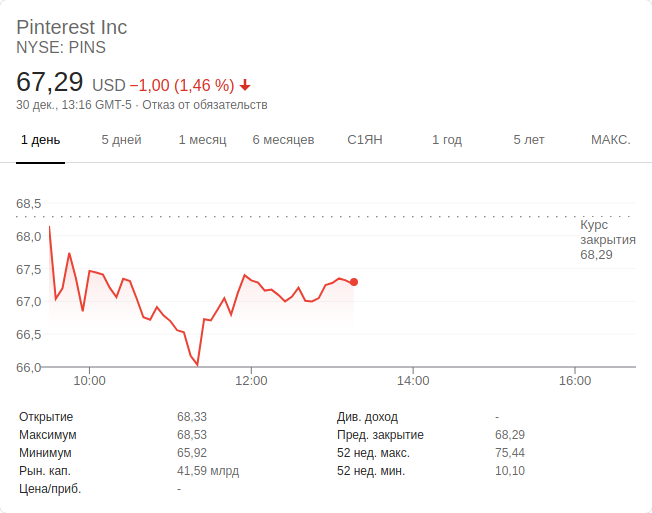 Pinterest Inc
NYSE: PINS
67,29 USD −1,00 (1,46 %)
30 дек., 13:16 GMT-5 · Отказ от обязательств
1 день 5 дней 1 месяц 6 месяцев С1ЯН 1 год 5 лет МАКС.
68,5
68,0
67,5
67,0
66,5
66,0
Курс
закрытия
68,29
10:00 12:00 14:00 16:00
Открытие 68,33 Див. доход -
Максимум 68,53 Пред. закрытие 68,29
Минимум 65,92 52 нед. макс. 75,44
Рын. кап. 41,59 млрд 52 нед. мин. 10,10
Цена/приб. -